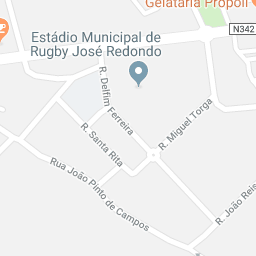 Gelataria Própoli
N342
Estádio Municipal de
Rugby José Redondo
R. Delfim Ferreira
R. Miguel Torga
R. Santa Rita
Rua João Pinto de Campos
R. João Reis